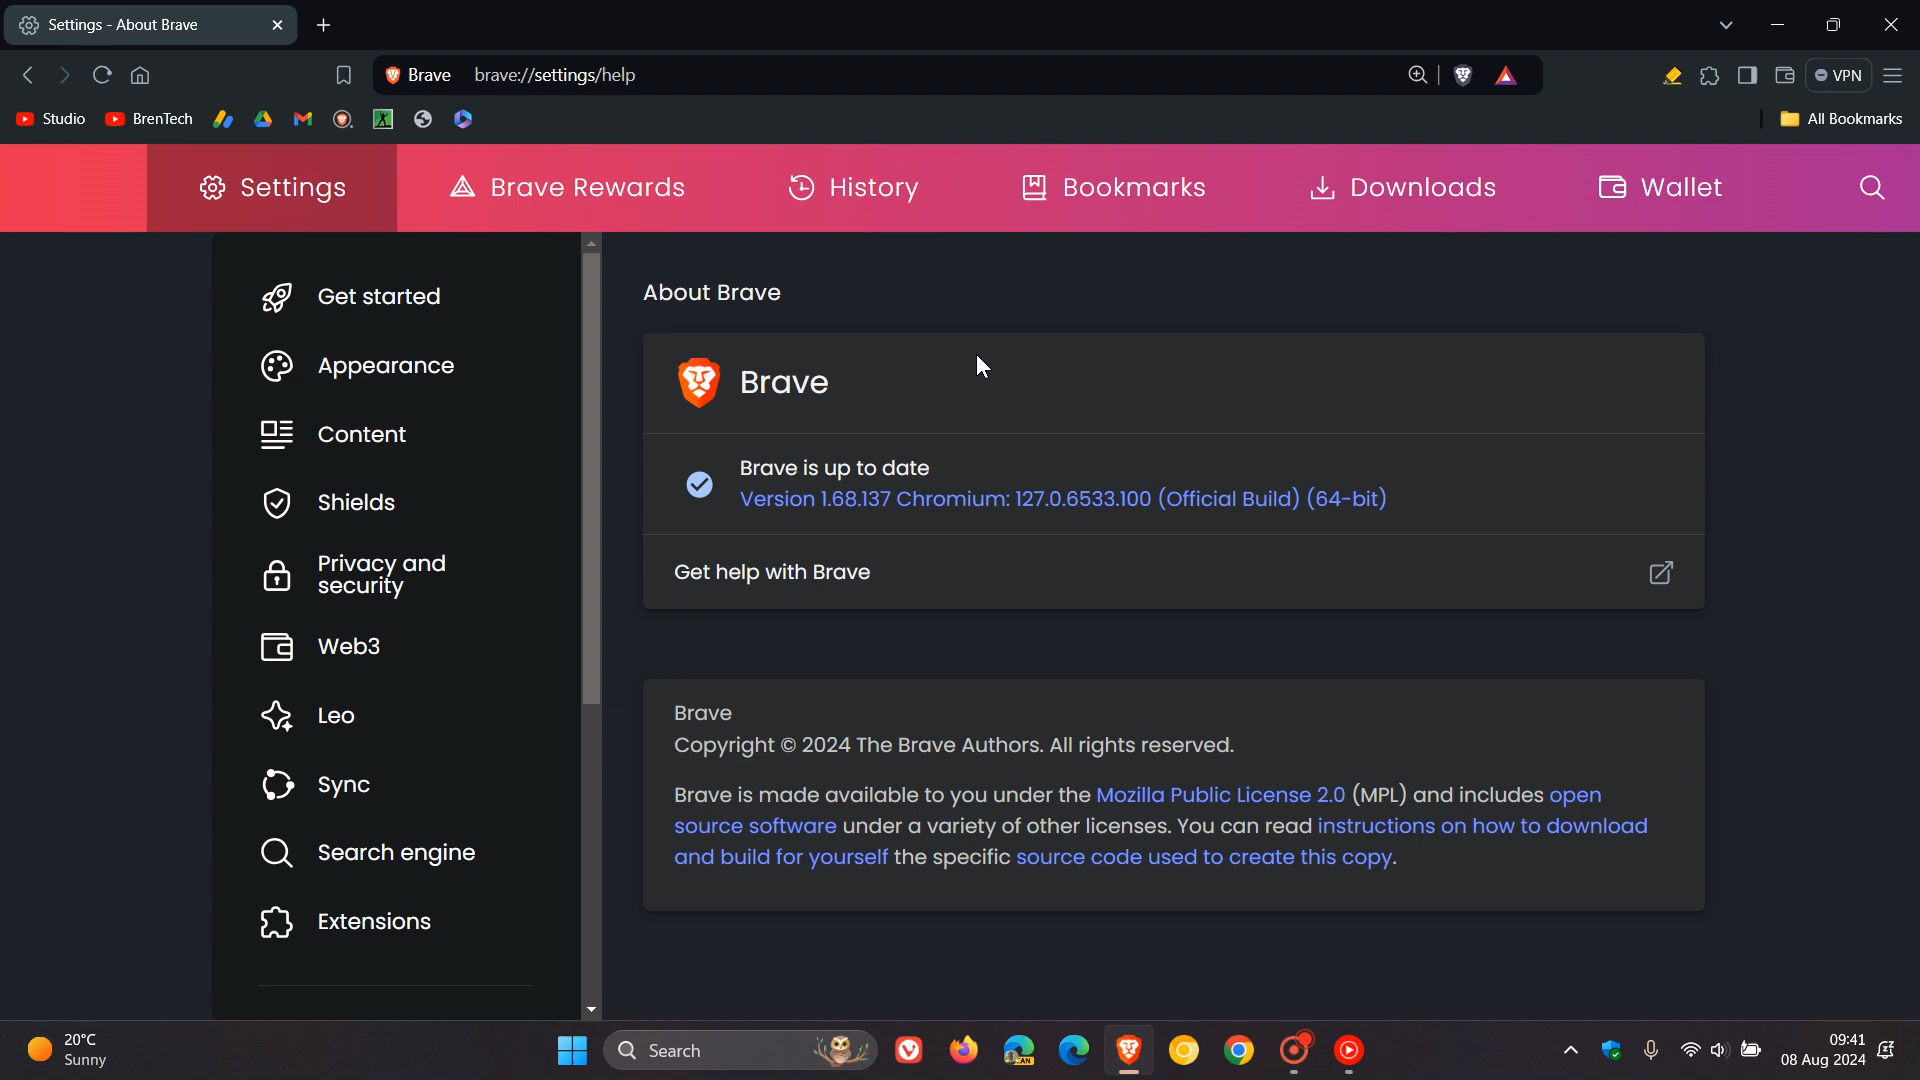 Settings - About Brave
Brave brave://settings/help
VPN
Studio
BrenTech
All Bookmarks
Settings
Brave Rewards
History
Bookmarks
Downloads
Wallet
Get started
Appearance
Content
Shields
Privacy and
security
Web3
Leo
Sync
Search engine
Extensions
About Brave
Brave
Brave is up to date
Version 1.68.137 Chromium: 127.0.6533.100 (Official Build) (64-bit)
Get help with Brave
Brave
Copyright © 2024 The Brave Authors. All rights reserved.
Brave is made available to you under the Mozilla Public License 2.0 (MPL) and includes open
source software under a variety of other licenses. You can read instructions on how to download
and build for yourself the specific source code used to create this copy.
20°C
Sunny
Search
CAN
09:41
08 Aug 2024